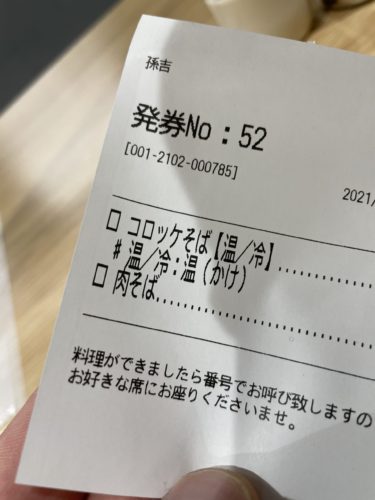 孫吉
発券No：52
[001-2102-000785]
2021/
□ コロッケそば【温／冷】..............
# 温／冷：温（かけ）
□ 肉そば..............................
料理ができましたら番号でお呼び致しますの
お好きな席にお座りくださいませ。